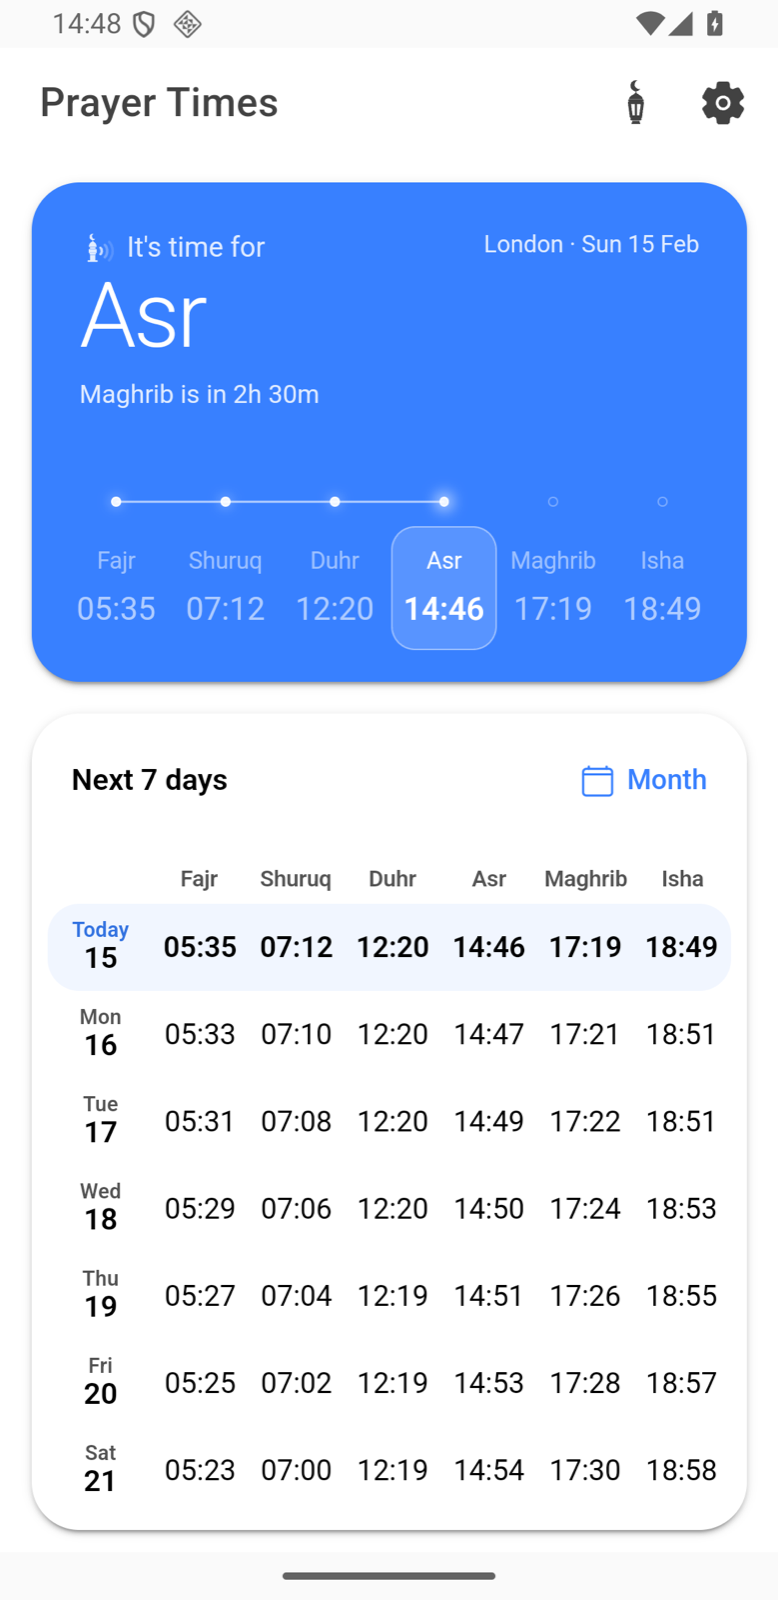 14:48
Prayer Times
It's time for
London · Sun 15 Feb
Asr
Maghrib is in 2h 30m
Fajr Shuruq Duhr Asr Maghrib Isha
05:35 07:12 12:20 14:46 17:19 18:49
Next 7 days
Month
Fajr Shuruq Duhr Asr Maghrib Isha
Today
15 05:35 07:12 12:20 14:46 17:19 18:49
Mon
16 05:33 07:10 12:20 14:47 17:21 18:51
Tue
17 05:31 07:08 12:20 14:49 17:22 18:51
Wed
18 05:29 07:06 12:20 14:50 17:24 18:53
Thu
19 05:27 07:04 12:19 14:51 17:26 18:55
Fri
20 05:25 07:02 12:19 14:53 17:28 18:57
Sat
21 05:23 07:00 12:19 14:54 17:30 18:58